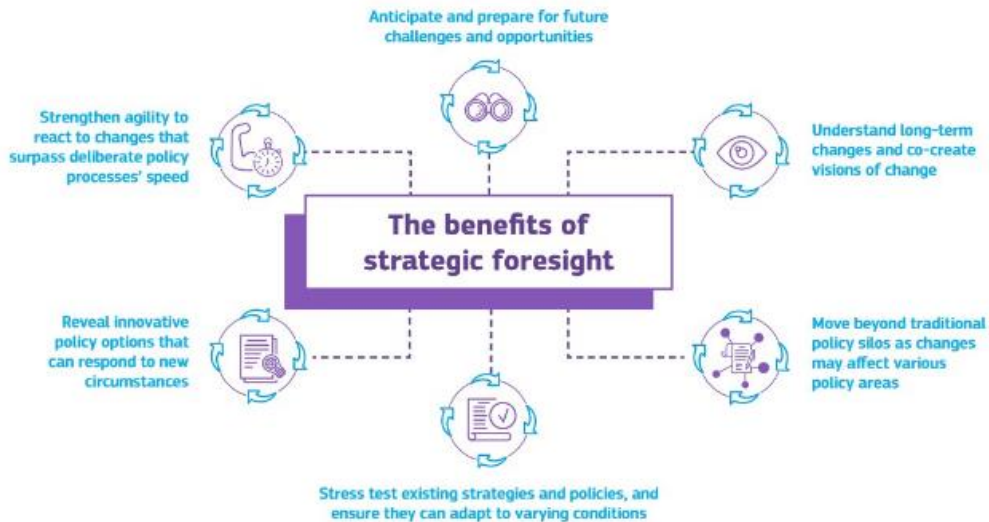 Anticipate and prepare for future
challenges and opportunities
Strengthen agility to
react to changes that
surpass deliberate policy
processes' speed
Understand long-term
changes and co-create
visions of change
The benefits of
strategic foresight
Reveal innovative
policy options that
can respond to new
circumstances
Move beyond traditional
policy silos as changes
may affect various
policy areas
Stress test existing strategies and policies, and
ensure they can adapt to varying conditions